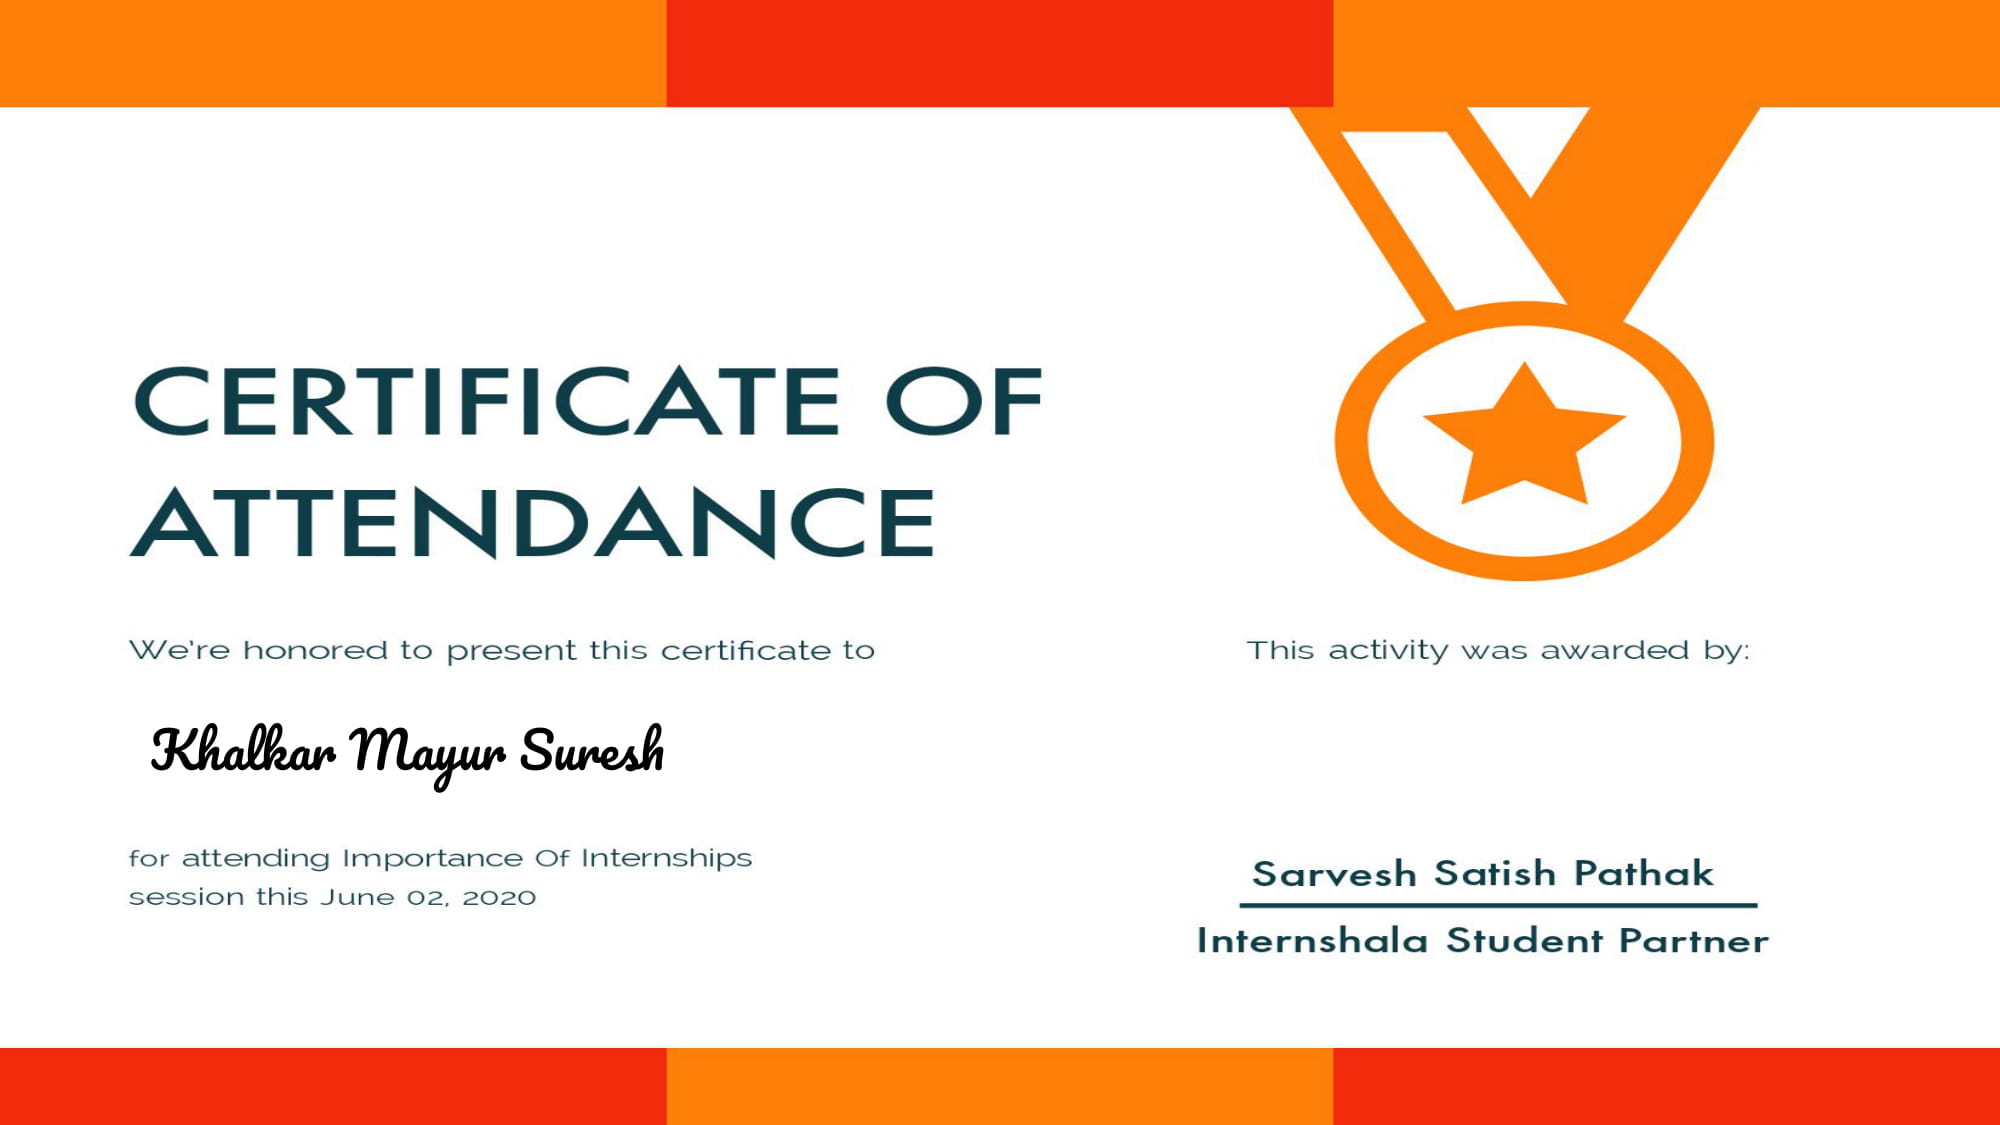 CERTIFICATE OF
ATTENDANCE
We're honored to present this certificate to
Khalkar Mayur Suresh
for attending Importance Of Internships
session this June 02, 2020
This activity was awarded by:
Sarvesh Satish Pathak
Internshala Student Partner